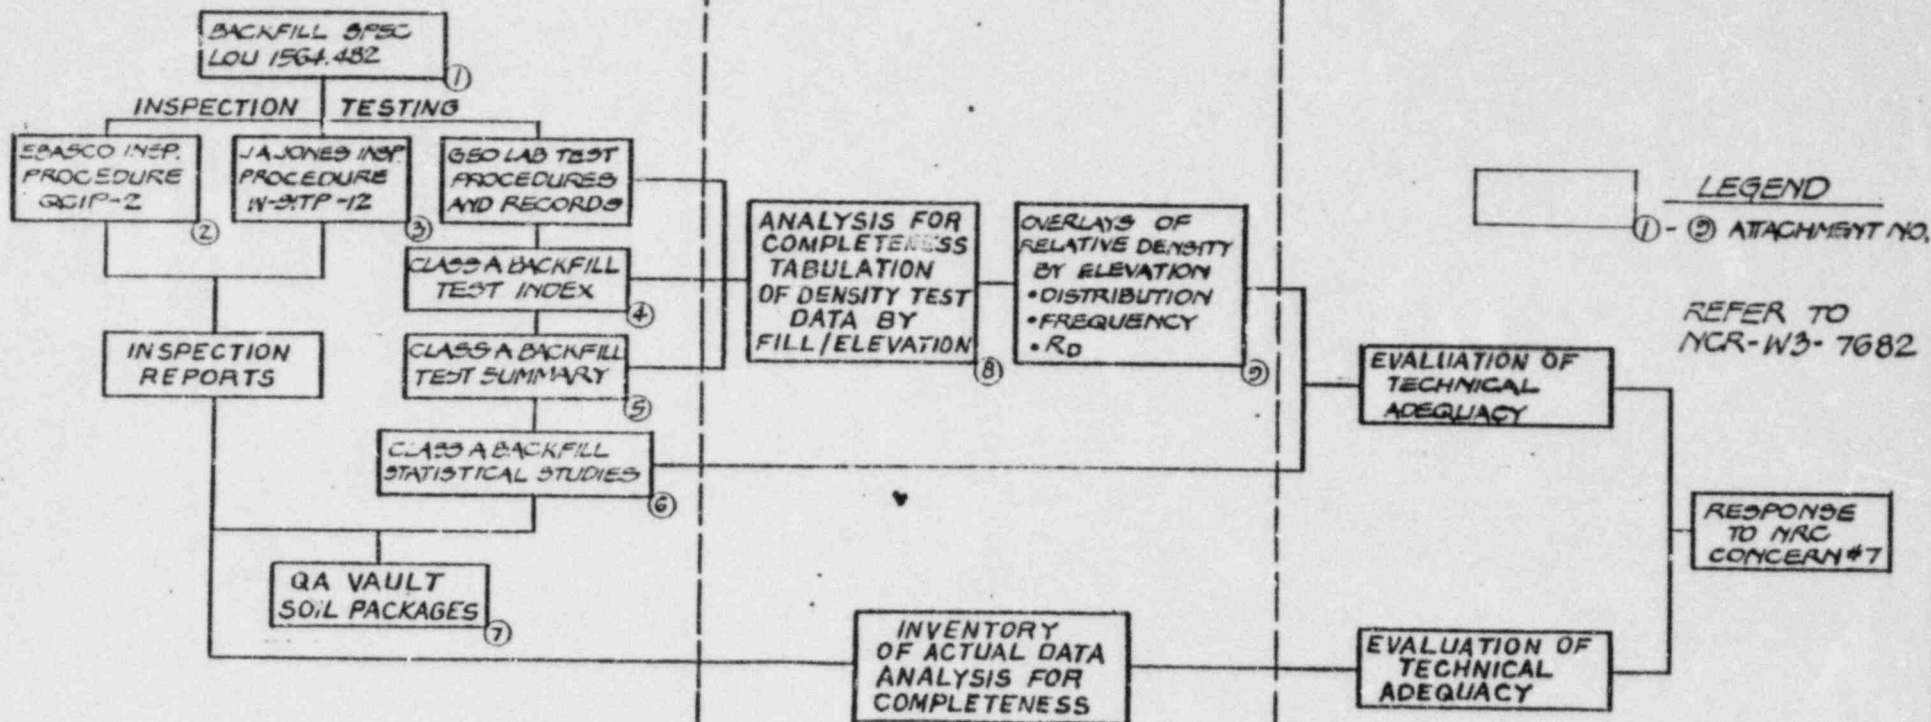 BACKFILL SPEC
LOU 1564.482
①
INSPECTION TESTING
EBASCO INSP.
PROCEDURE
QCIP-2
②
J A JONES INSP.
PROCEDURE
W-SITP-12
③
GEO LAB TEST
PROCEDURES
AND RECORDS
CLASS A BACKFILL
TEST INDEX
④
INSPECTION
REPORTS
CLASS A BACKFILL
TEST SUMMARY
⑤
CLASS A BACKFILL
STATISTICAL STUDIES
⑥
QA VAULT
SOIL PACKAGES
⑦
ANALYSIS FOR
COMPLETENESS
TABULATION
OF DENSITY TEST
DATA BY
FILL/ELEVATION
⑧
OVERLAYS OF
RELATIVE DENSITY
BY ELEVATION
•DISTRIBUTION
•FREQUENCY
•RD
⑨
INVENTORY
OF ACTUAL DATA
ANALYSIS FOR
COMPLETENESS
LEGEND
①-⑨ ATTACHMENT NO.
REFER TO
NCR-W3-7682
EVALUATION OF
TECHNICAL
ADEQUACY
EVALUATION OF
TECHNICAL
ADEQUACY
RESPONSE
TO NRC
CONCERN #7